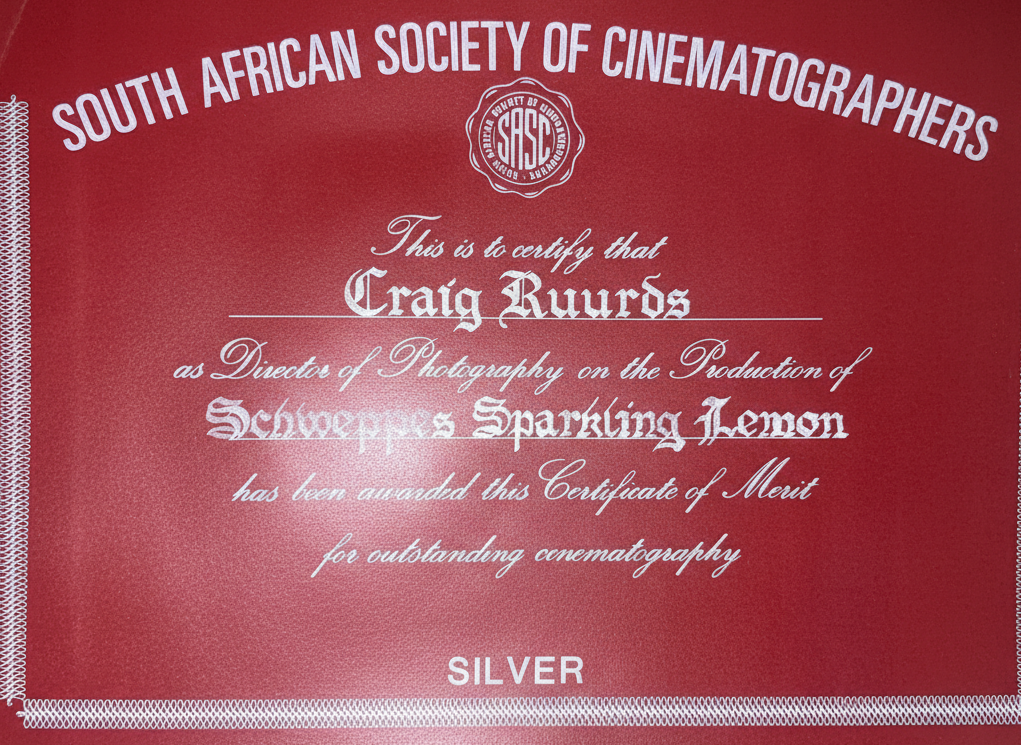 SOUTH AFRICAN SOCIETY OF CINEMATOGRAPHERS
SASC
This is to certify that
Craig Ruurds
as Director of Photography on the Production of
Schweppes Sparkling Lemon
has been awarded this Certificate of Merit
for outstanding cinematography
SILVER